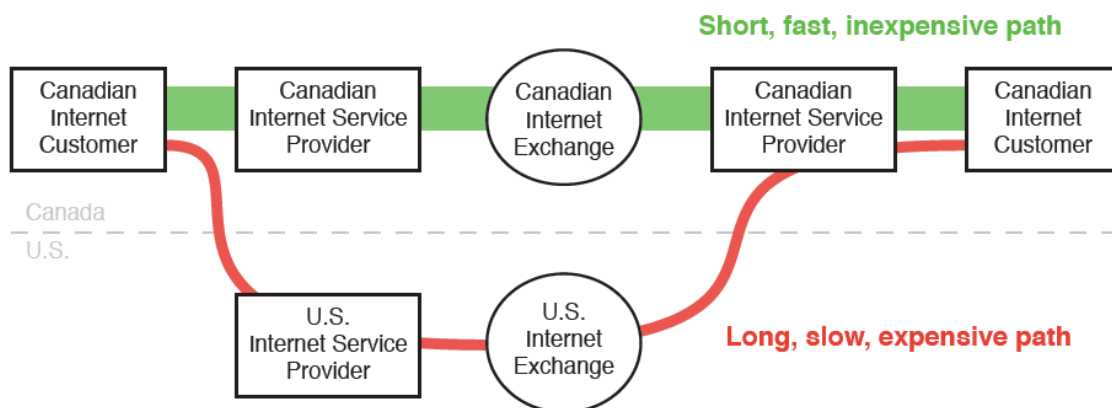 Short, fast, inexpensive path
Canadian
Internet
Customer
Canadian
Internet Service
Provider
Canadian
Internet
Exchange
Canadian
Internet Service
Provider
Canadian
Internet
Customer
Canada
U.S.
U.S.
Internet Service
Provider
U.S.
Internet
Exchange
Long, slow, expensive path